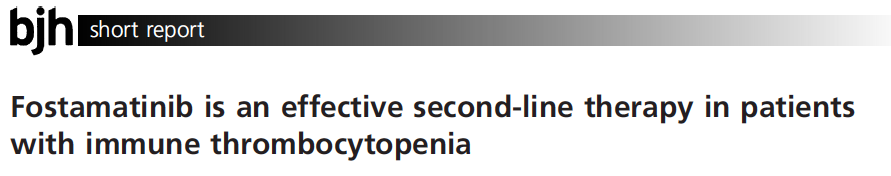 bjh short report
Fostamatinib is an effective second-line therapy in patients
with immune thrombocytopenia